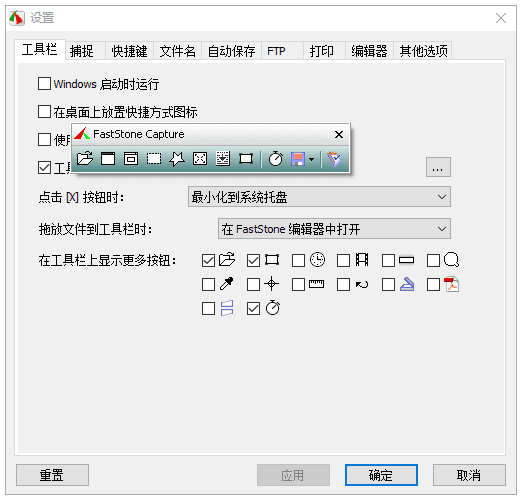 设置
工具栏 捕捉 快捷键 文件名 自动保存 FTP 打印 编辑器 其他选项
Windows 启动时运行
在桌面上放置快捷方式图标
FastStone Capture
使用
工具
...
点击 [X] 按钮时： 最小化到系统托盘
拖放文件到工具栏时： 在 FastStone 编辑器中打开
在工具栏上显示更多按钮：
重置 应用 确定 取消